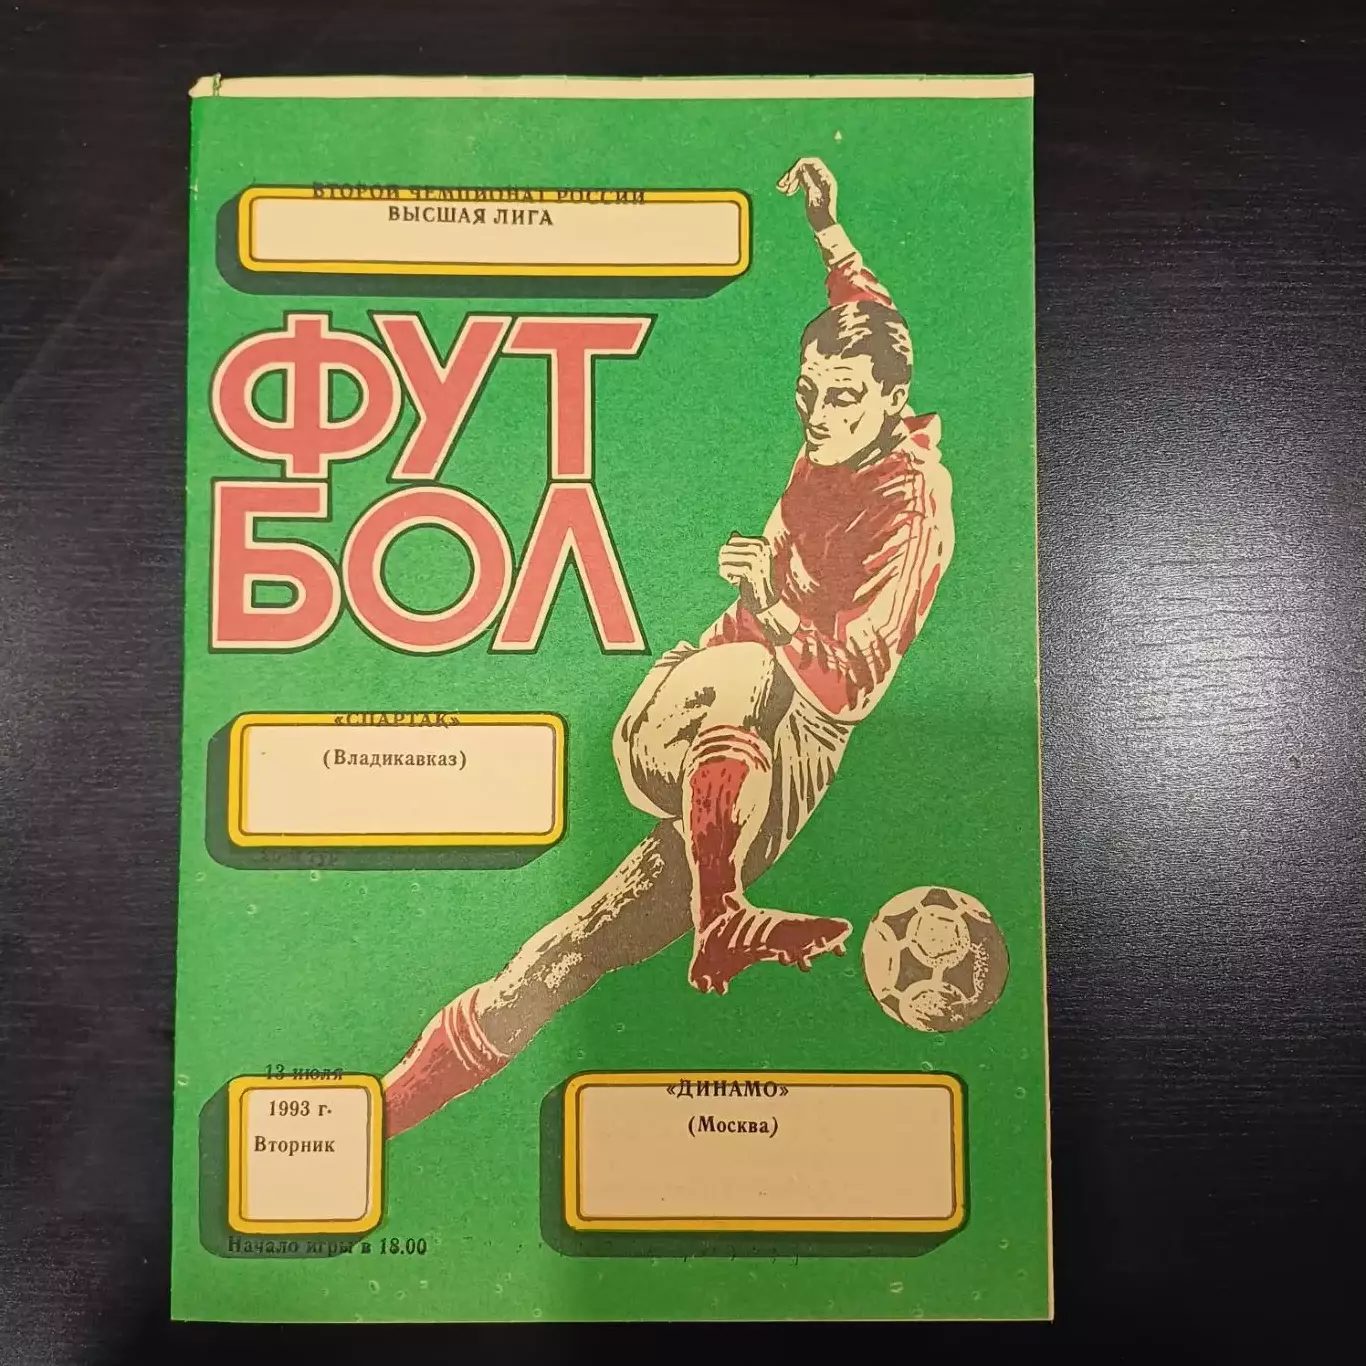 ВТОРОЙ ЧЕМПИОНАТ РОССИИ
ВЫСШАЯ ЛИГА
ФУТ
БОЛ
«СПАРТАК»
(Владикавказ)
тур
13 июля
1993 г.
Вторник
Начало игры в 18.00
«ДИНАМО»
(Москва)